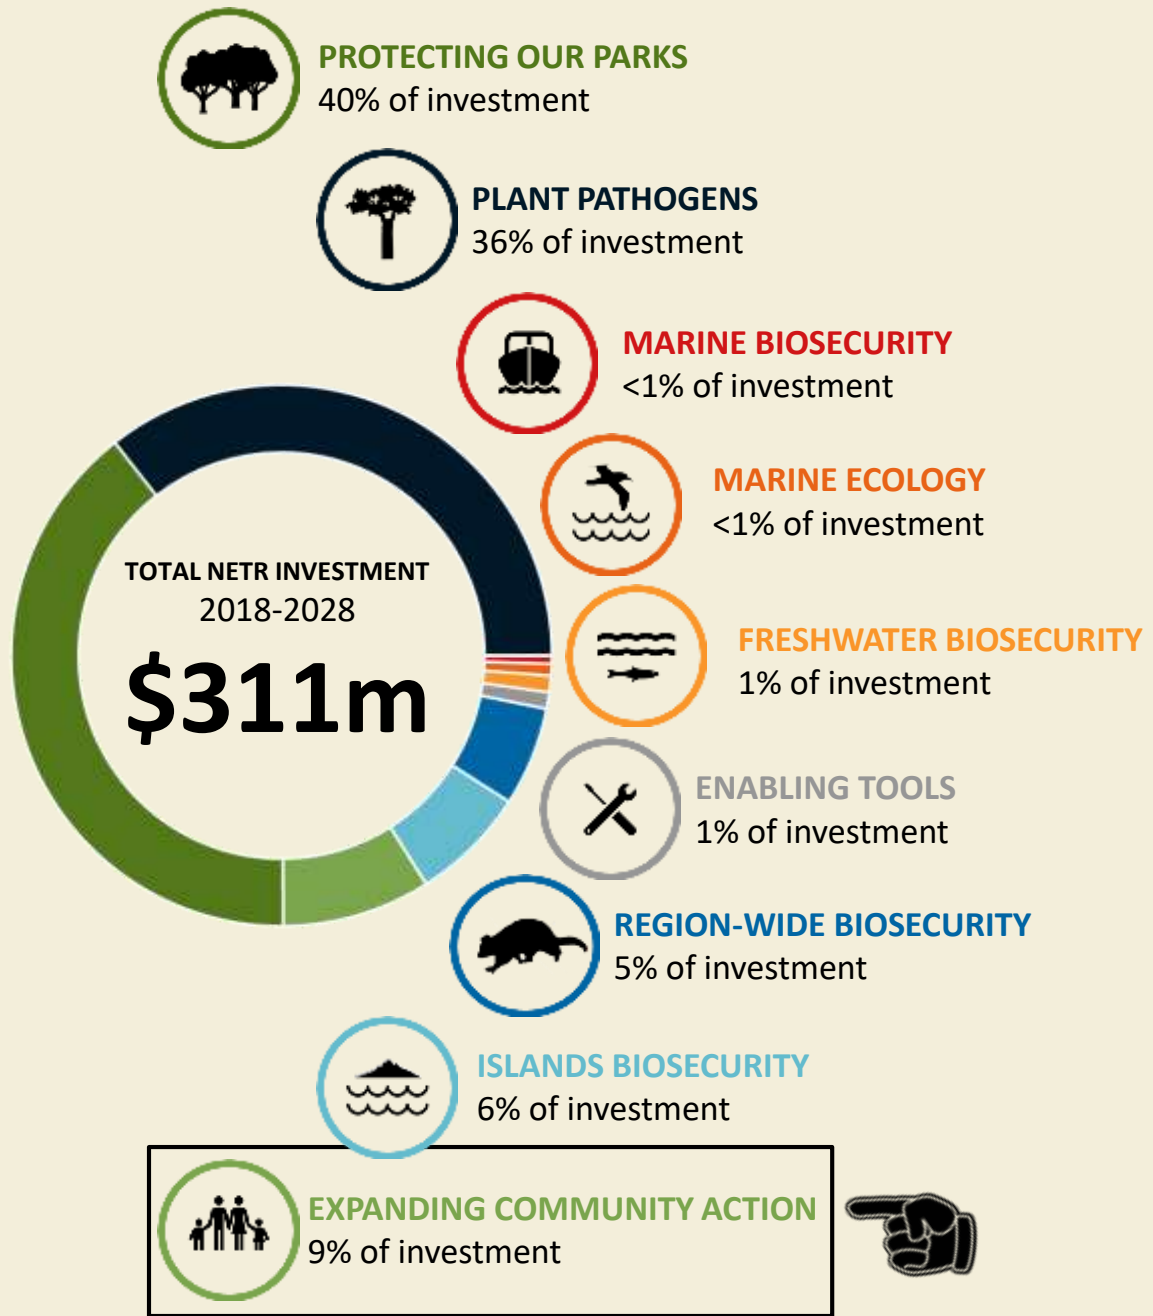 PROTECTING OUR PARKS
40% of investment
PLANT PATHOGENS
36% of investment
MARINE BIOSECURITY
<1% of investment
MARINE ECOLOGY
<1% of investment
TOTAL NETR INVESTMENT
2018-2028
$311m
FRESHWATER BIOSECURITY
1% of investment
ENABLING TOOLS
1% of investment
REGION-WIDE BIOSECURITY
5% of investment
ISLANDS BIOSECURITY
6% of investment
EXPANDING COMMUNITY ACTION
9% of investment